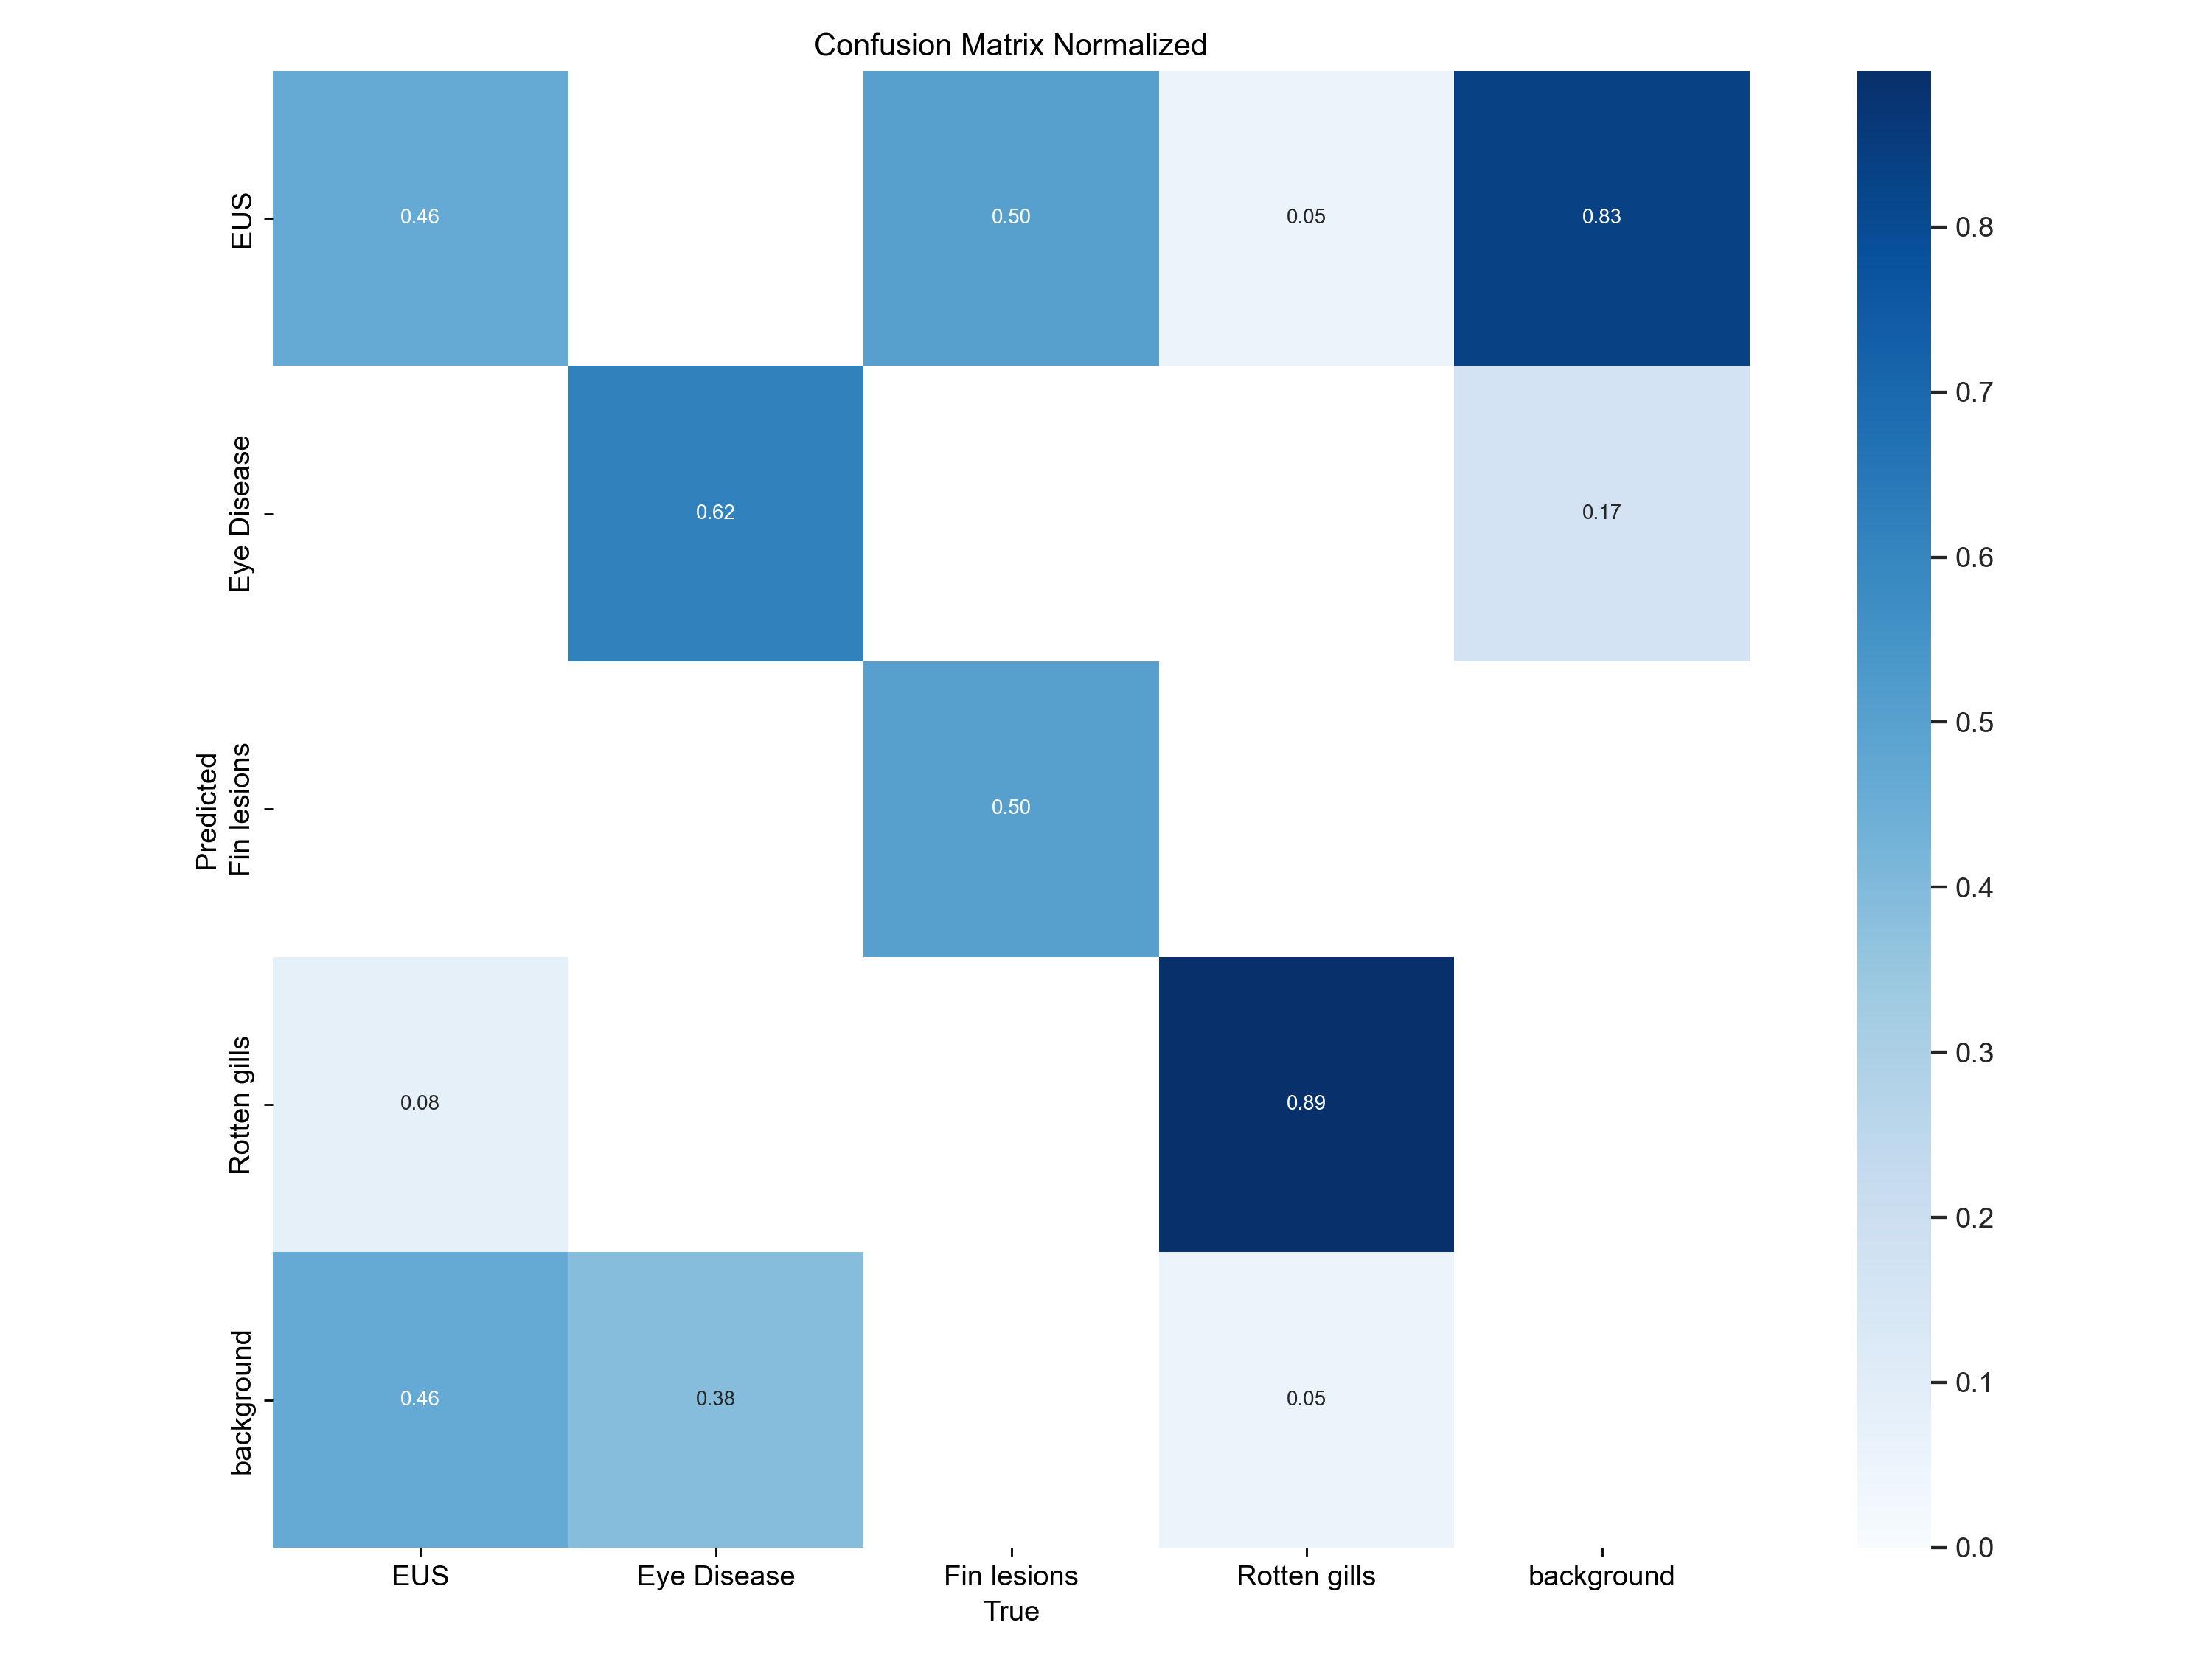 Confusion Matrix Normalized
EUS
0.46
0.50
0.05
0.83
Eye Disease
0.62
0.17
Predicted
Fin lesions
0.50
Rotten gills
0.08
0.89
background
0.46
0.38
0.05
EUS
Eye Disease
Fin lesions
Rotten gills
background
True
0.8
0.7
0.6
0.5
0.4
0.3
0.2
0.1
0.0